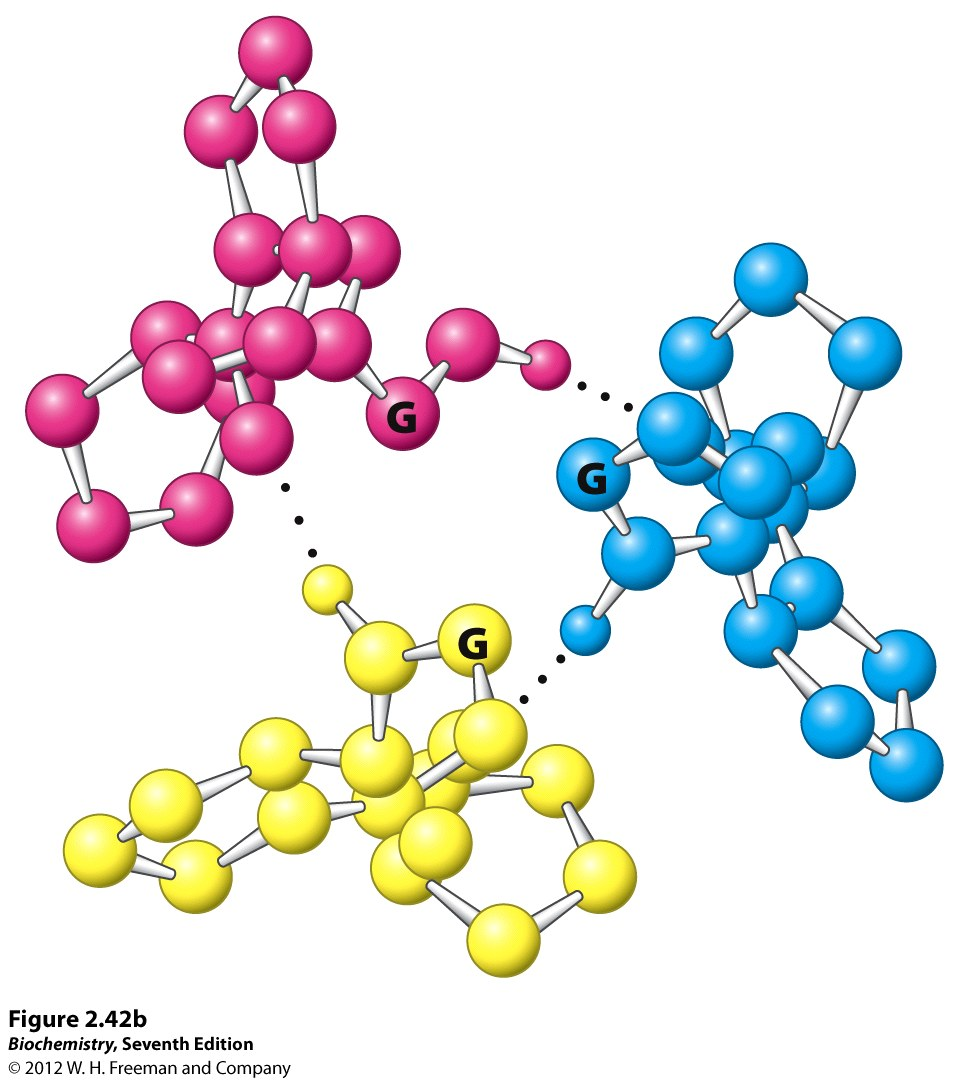 G
G
G
Figure 2.42b
Biochemistry, Seventh Edition
© 2012 W. H. Freeman and Company